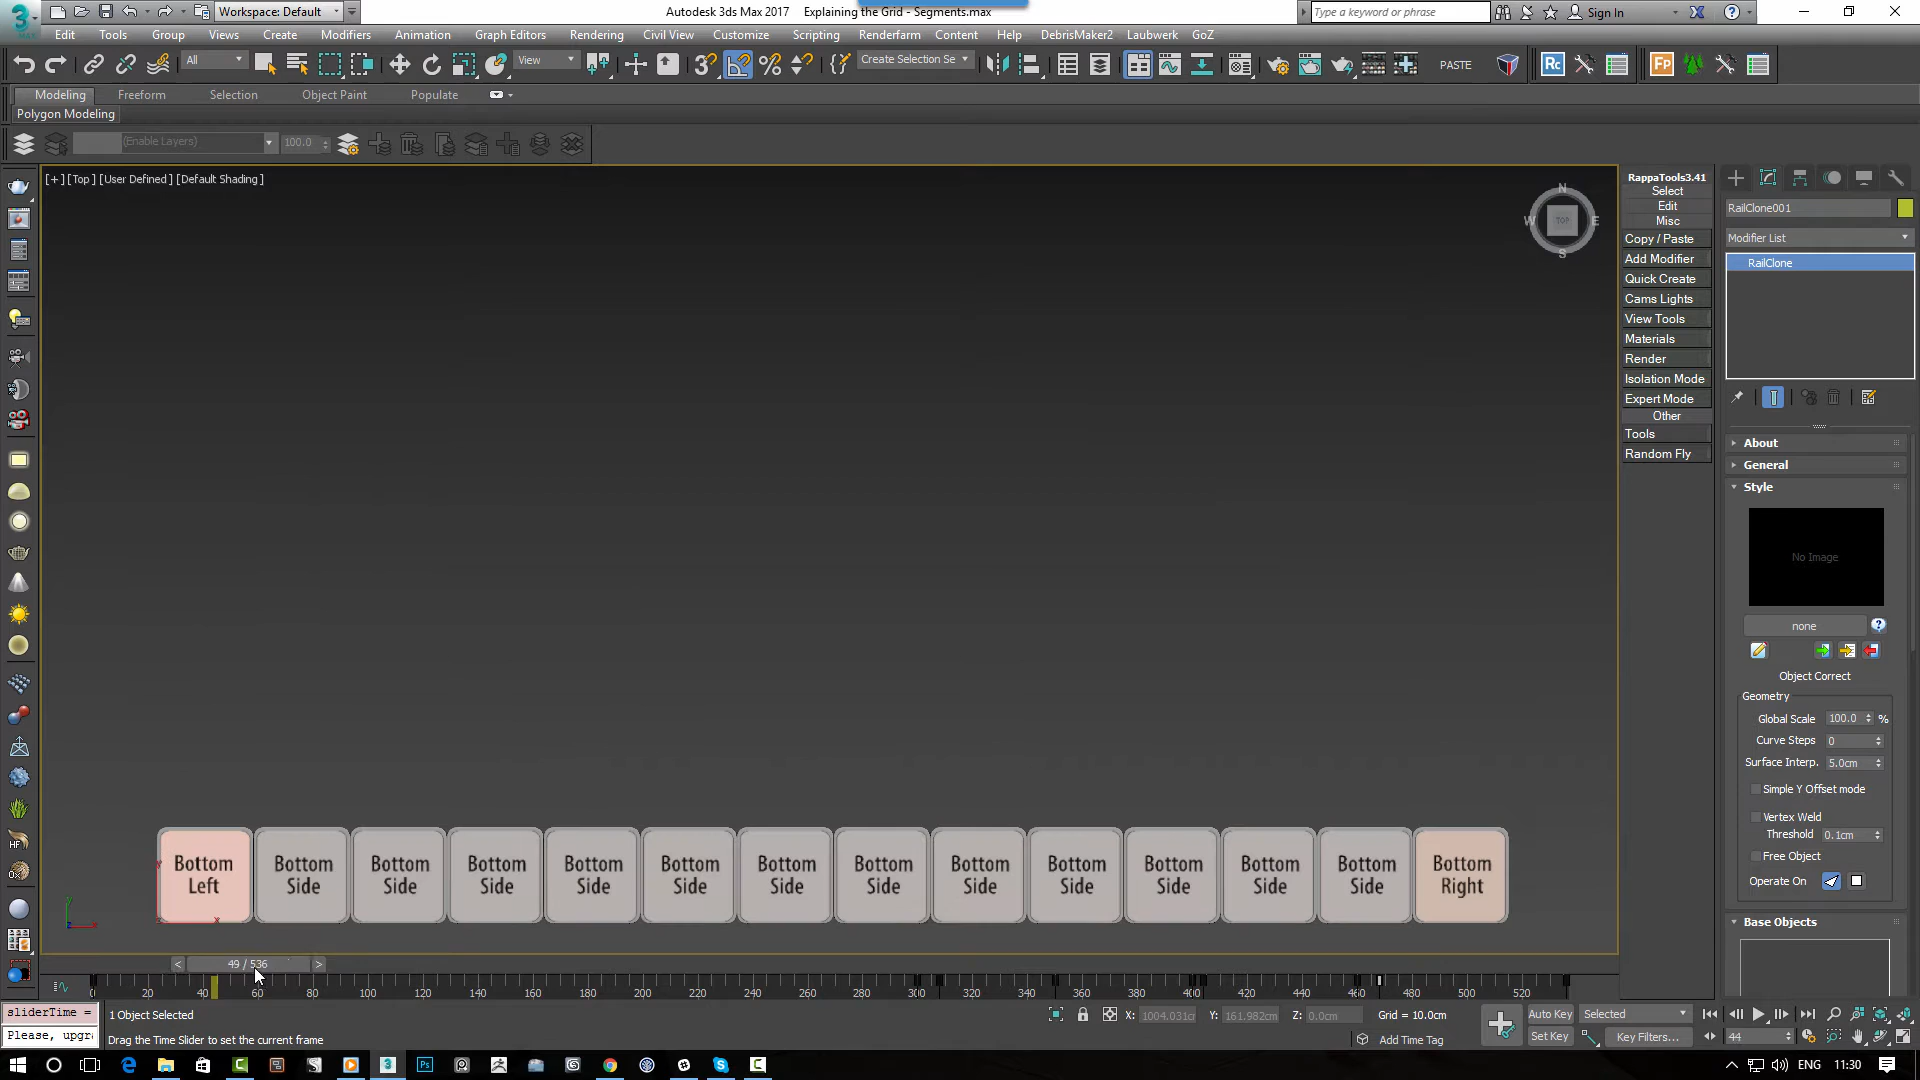 Workspace: Default
Autodesk 3ds Max 2017 Explaining the Grid - Segments.max
Type a keyword or phrase
Sign In
Edit Tools Group Views Create Modifiers Animation Graph Editors Rendering Civil View Customize Scripting Renderfarm Content Help DebrisMaker2 Laubwerk GoZ
All
View
Create Selection Se
PASTE
Modeling Freeform Selection Object Paint Populate
Polygon Modeling
(Enable Layers) 100.0
[+] [Top] [User Defined] [Default Shading]
N
W TOP E
S
RappaTools3.41
Select
Edit
Misc
Copy / Paste
Add Modifier
Quick Create
Cams Lights
View Tools
Materials
Render
Isolation Mode
Expert Mode
Other
Tools
Random Fly
RailClone001
Modifier List
RailClone
About
General
Style
No Image
none
Object Correct
Geometry
Global Scale 100.0 %
Curve Steps 0
Surface Interp. 5.0cm
Simple Y Offset mode
Vertex Weld
Threshold 0.1cm
Free Object
Operate On
Base Objects
Bottom Left
Bottom Side
Bottom Side
Bottom Side
Bottom Side
Bottom Side
Bottom Side
Bottom Side
Bottom Side
Bottom Side
Bottom Side
Bottom Side
Bottom Side
Bottom Right
< 49 / 536 >
0 20 40 60 80 100 120 140 160 180 200 220 240 260 280 300 320 340 360 380 400 420 440 460 480 500 520
sliderTime =
Please, upgr
1 Object Selected
Drag the Time Slider to set the current frame
X: 1004.031cm Y: 161.982cm Z: 0.0cm Grid = 10.0cm
Add Time Tag
Auto Key Selected
Set Key Key Filters...
44
ENG 11:30